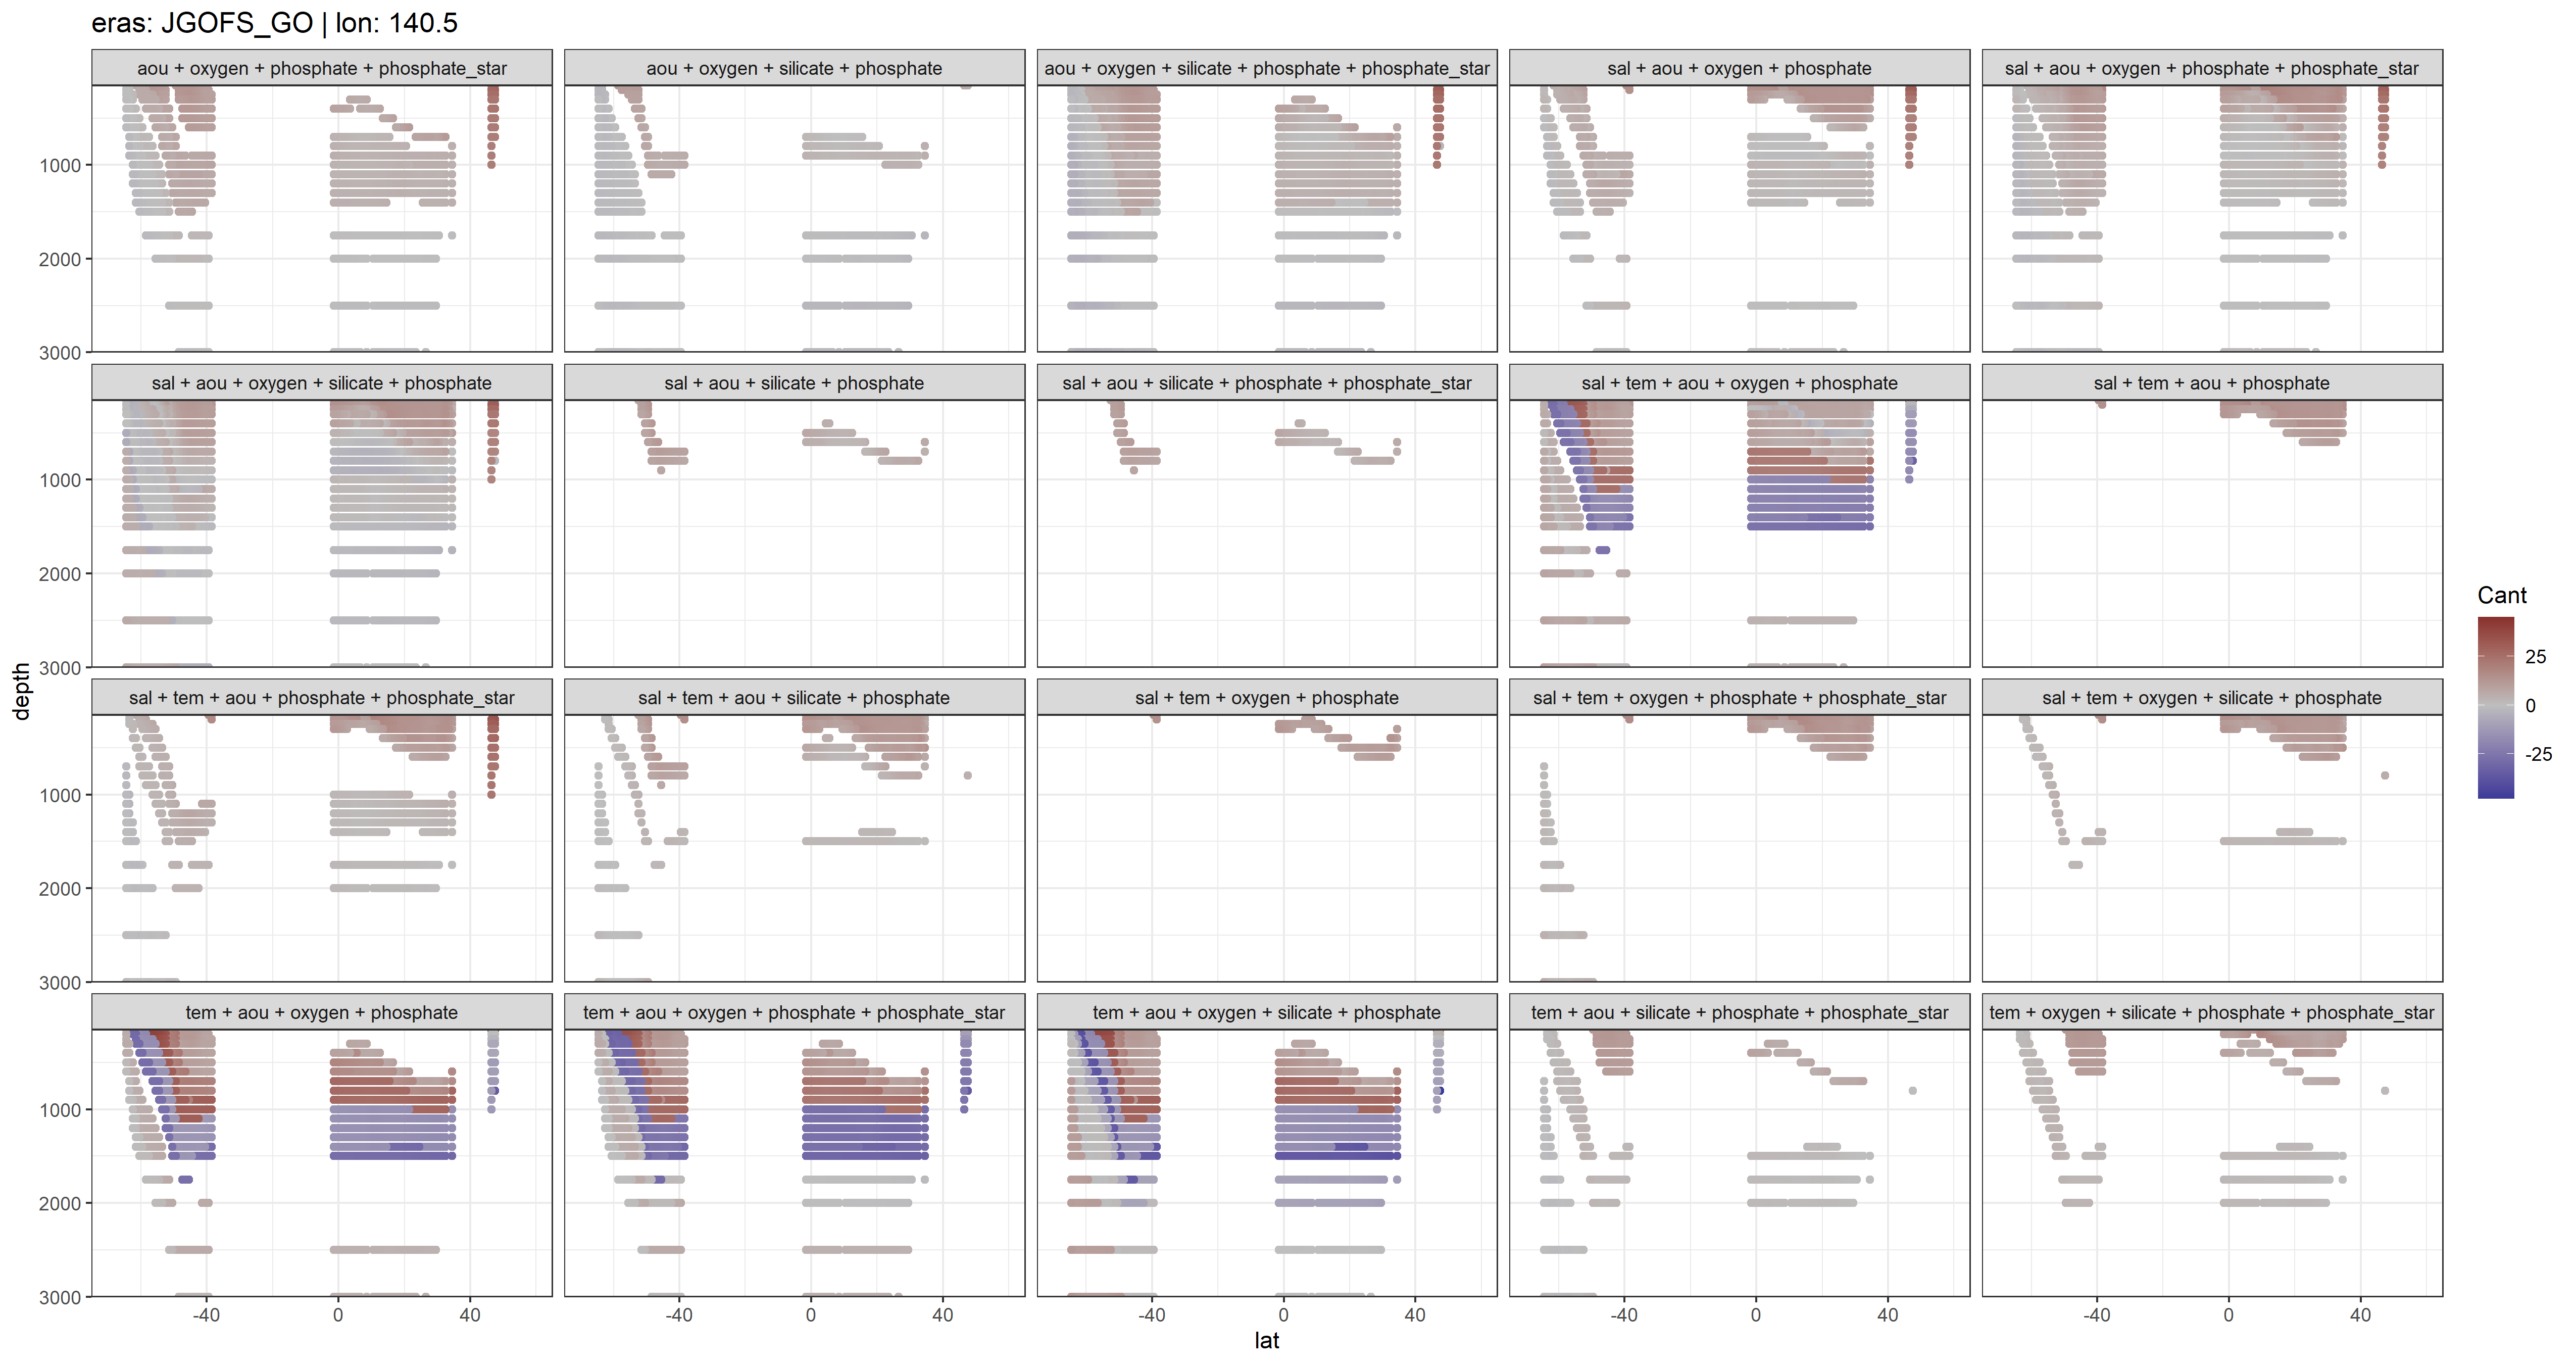 eras: JGOFS_GO | lon: 140.5
aou + oxygen + phosphate + phosphate_star
aou + oxygen + silicate + phosphate
aou + oxygen + silicate + phosphate + phosphate_star
sal + aou + oxygen + phosphate
sal + aou + oxygen + phosphate + phosphate_star
1000
2000
3000
sal + aou + oxygen + silicate + phosphate
sal + aou + silicate + phosphate
sal + aou + silicate + phosphate + phosphate_star
sal + tem + aou + oxygen + phosphate
sal + tem + aou + phosphate
1000
2000
3000
sal + tem + aou + phosphate + phosphate_star
sal + tem + aou + silicate + phosphate
sal + tem + oxygen + phosphate
sal + tem + oxygen + phosphate + phosphate_star
sal + tem + oxygen + silicate + phosphate
1000
2000
3000
tem + aou + oxygen + phosphate
tem + aou + oxygen + phosphate + phosphate_star
tem + aou + oxygen + silicate + phosphate
tem + aou + silicate + phosphate + phosphate_star
tem + oxygen + silicate + phosphate + phosphate_star
1000
2000
3000
-40 0 40
-40 0 40
-40 0 40
-40 0 40
-40 0 40
lat
depth
Cant
25
0
-25